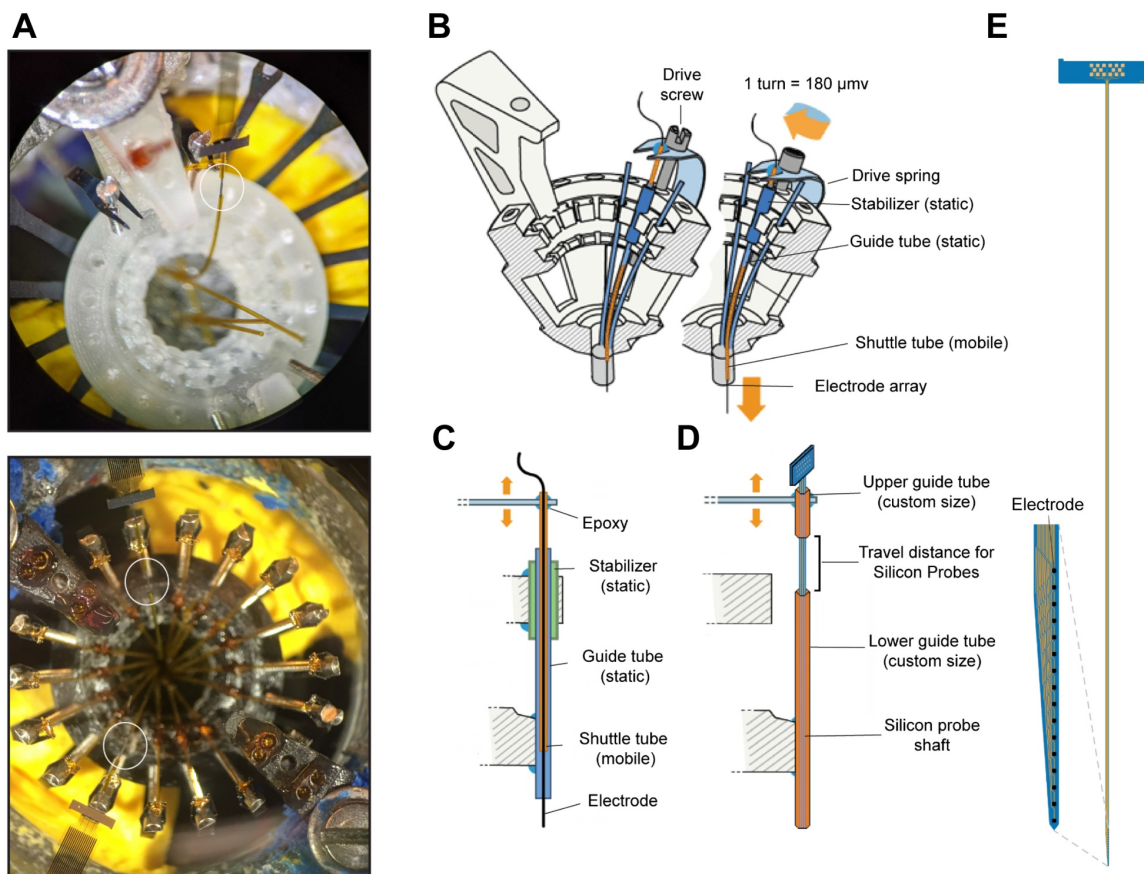 A
B
Drive
screw
1 turn = 180 µmv
Drive spring
Stabilizer (static)
Guide tube (static)
Shuttle tube (mobile)
Electrode array
C
Epoxy
Stabilizer
(static)
Guide tube
(static)
Shuttle tube
(mobile)
Electrode
D
Upper guide tube
(custom size)
Travel distance for
Silicon Probes
Lower guide tube
(custom size)
Silicon probe
shaft
E
Electrode